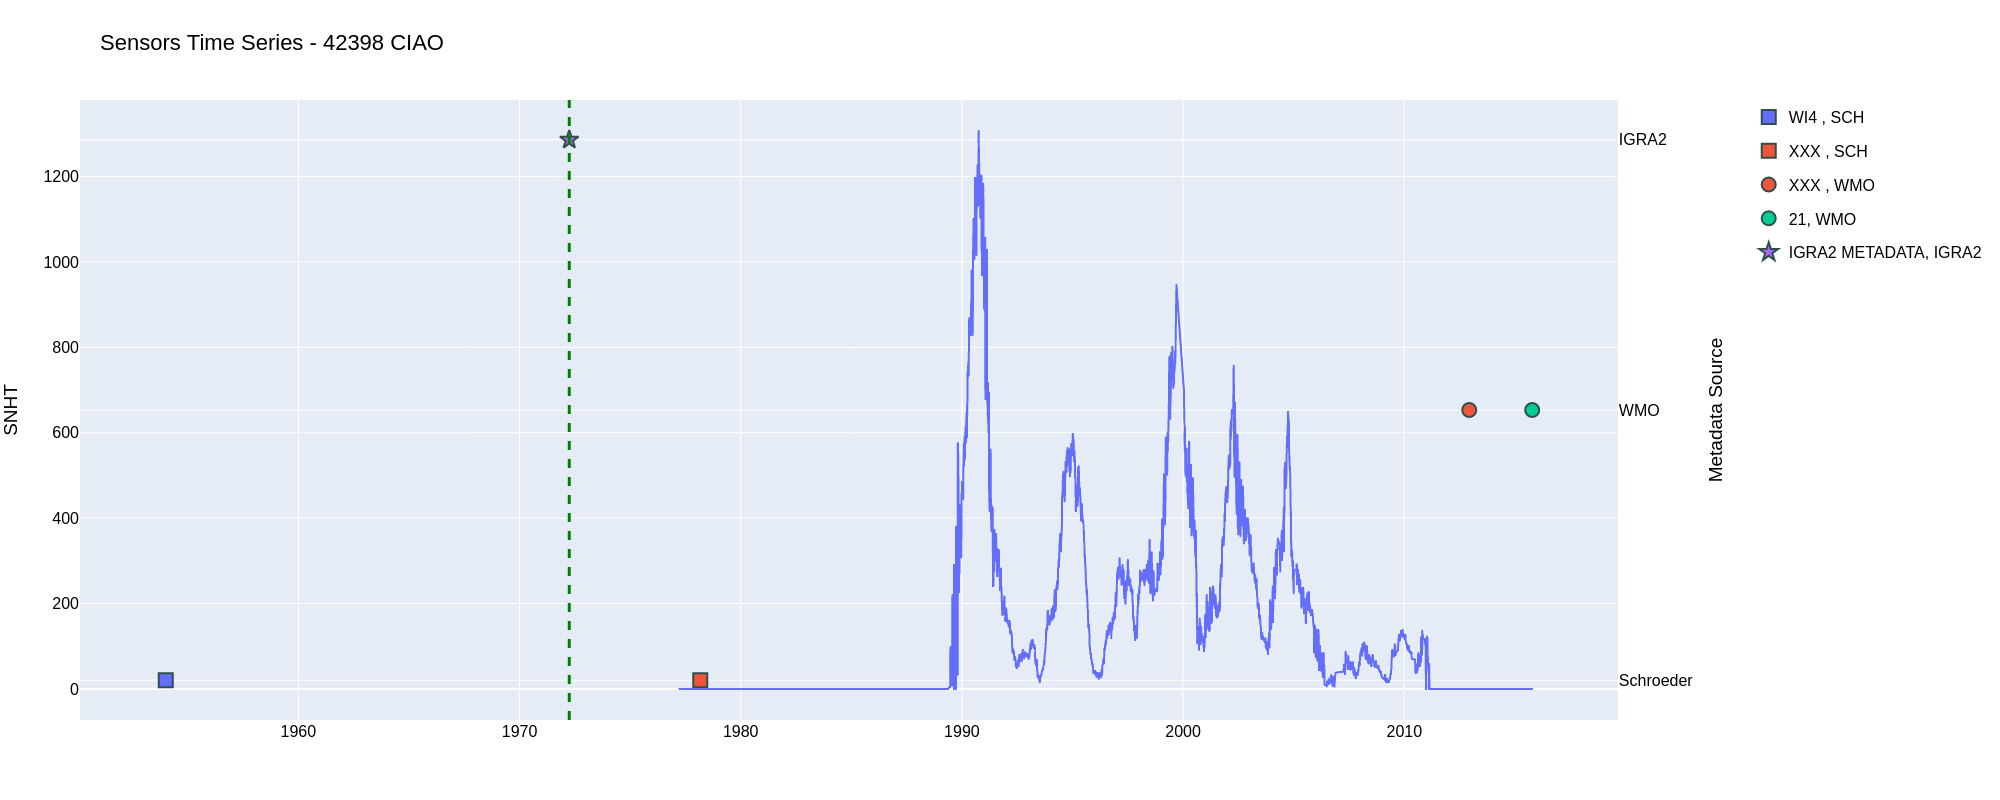 Sensors Time Series - 42398 CIAO
WI4 , SCH
XXX , SCH
XXX , WMO
21, WMO
IGRA2 METADATA, IGRA2
SNHT
1200
1000
800
600
400
200
0
IGRA2
WMO
Schroeder
Metadata Source
1960
1970
1980
1990
2000
2010